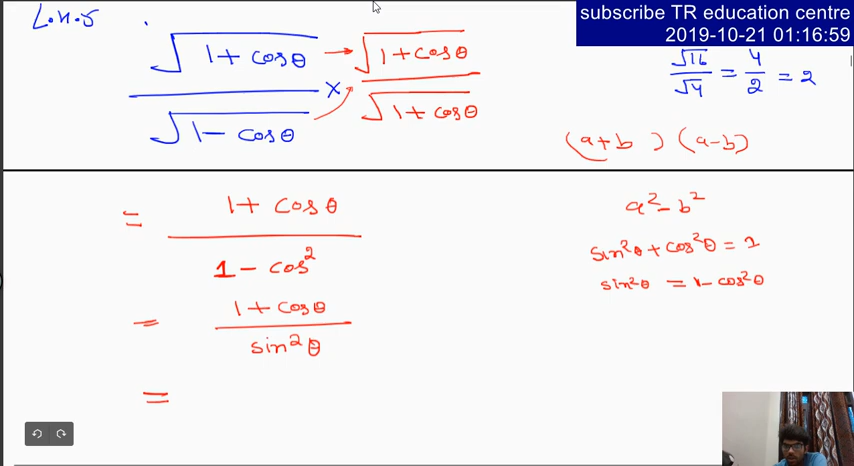 subscribe TR education centre
2019-10-21 01:16:59
L.H.S
√(1 + cosθ) / √(1 - cosθ) × √(1 + cosθ) / √(1 + cosθ)
√16 / √4 = 4 / 2 = 2
(a+b) (a-b)
= 1 + cosθ / 1 - cos²
a² - b²
sin²θ + cos²θ = 1
sin²θ = 1 - cos²θ
= 1 + cosθ / sin²θ
=